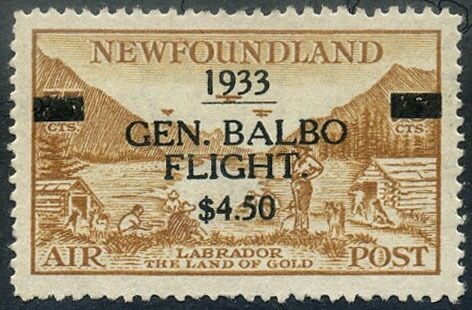 NEWFOUNDLAND
1933
CTS. CTS.
GEN. BALBO
FLIGHT.
$4.50
AIR POST
LABRADOR
THE LAND OF GOLD